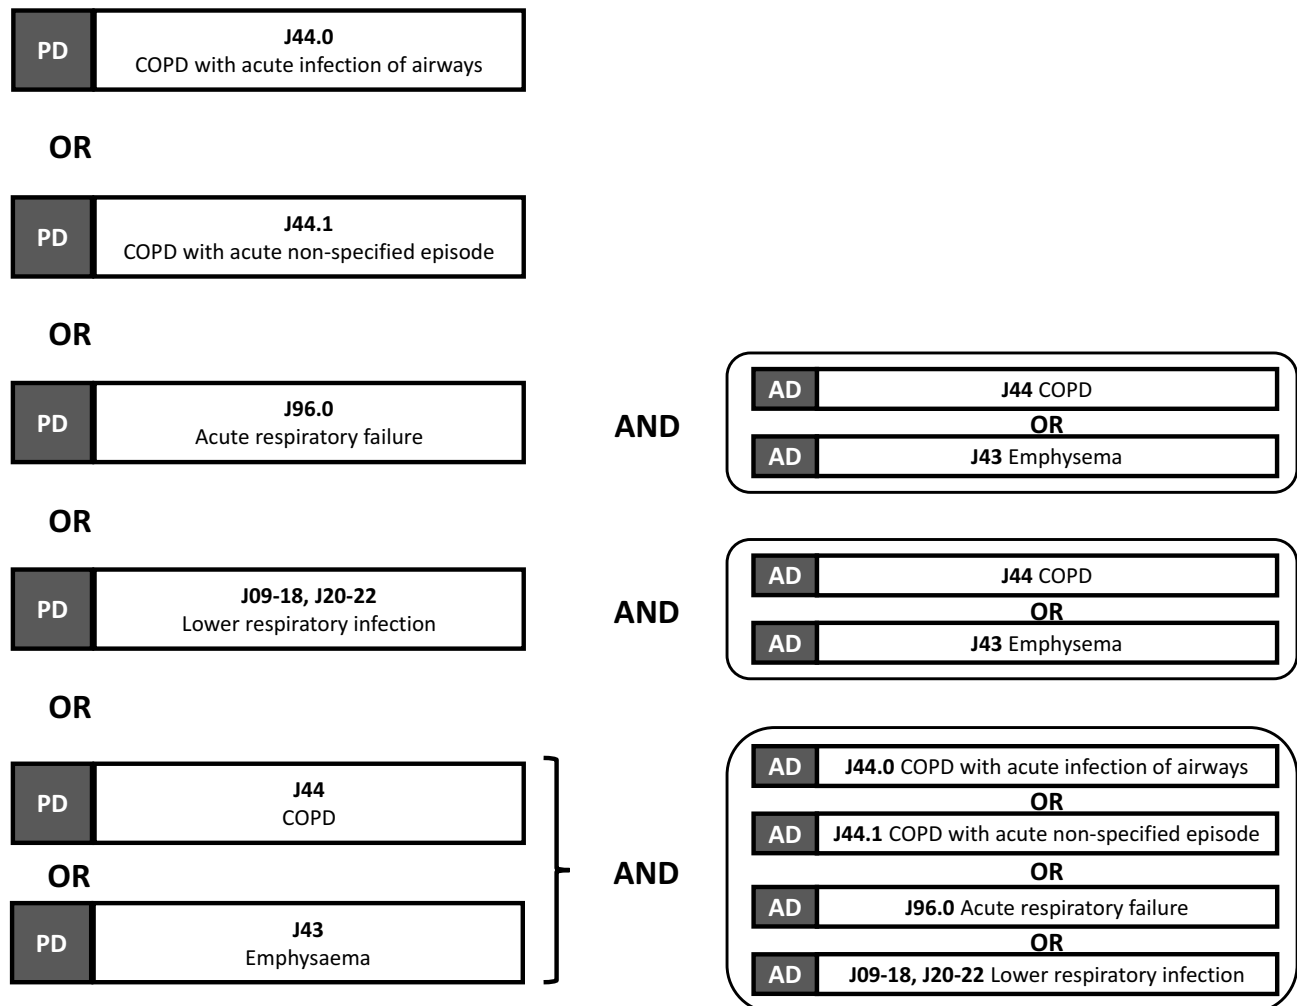 PD
J44.0
COPD with acute infection of airways
OR
PD
J44.1
COPD with acute non-specified episode
OR
PD
J96.0
Acute respiratory failure
AND
AD
J44 COPD
OR
AD
J43 Emphysema
OR
PD
J09-18, J20-22
Lower respiratory infection
AND
AD
J44 COPD
OR
AD
J43 Emphysema
OR
PD
J44
COPD
OR
PD
J43
Emphysaema
AND
AD
J44.0 COPD with acute infection of airways
OR
AD
J44.1 COPD with acute non-specified episode
OR
AD
J96.0 Acute respiratory failure
OR
AD
J09-18, J20-22 Lower respiratory infection